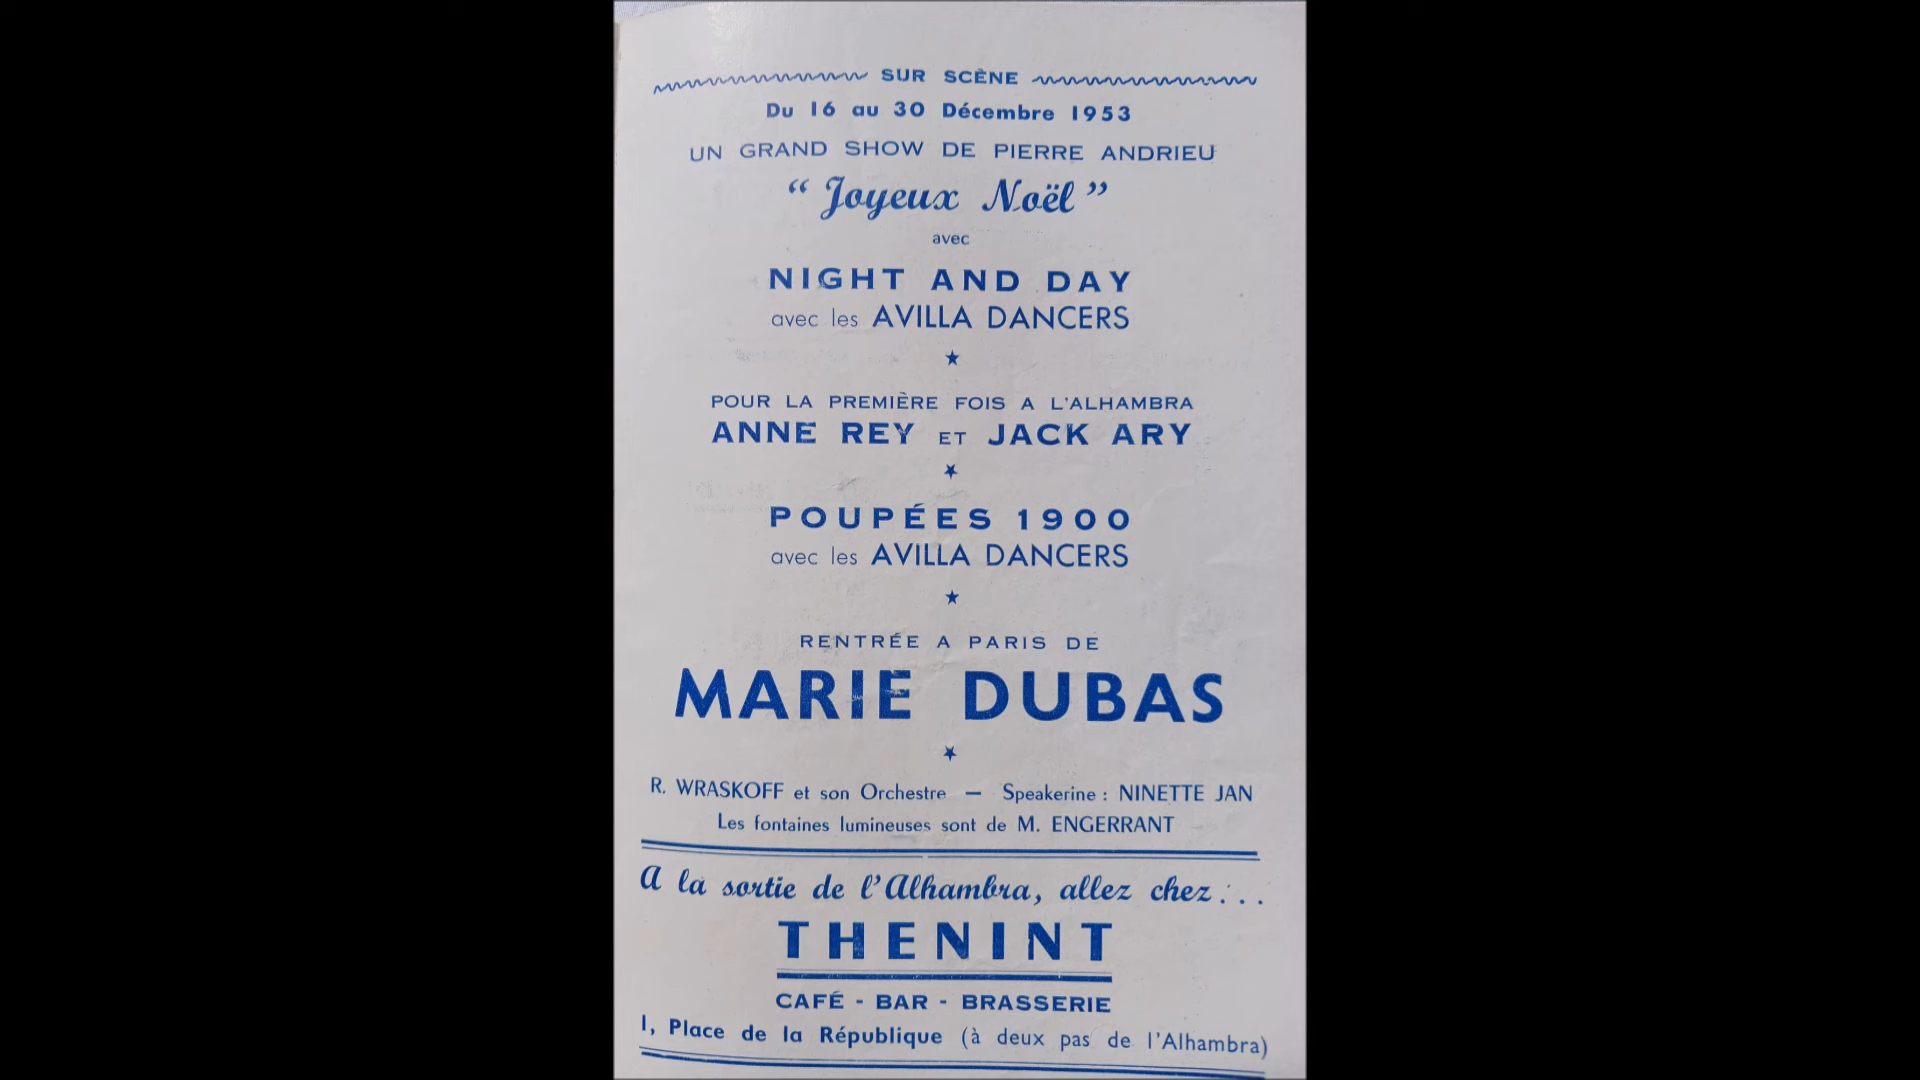 SUR SCÈNE
Du 16 au 30 Décembre 1953
UN GRAND SHOW DE PIERRE ANDRIEU
“ Joyeux Noël ”
avec
NIGHT AND DAY
avec les AVILLA DANCERS
POUR LA PREMIÈRE FOIS A L'ALHAMBRA
ANNE REY ET JACK ARY
POUPÉES 1900
avec les AVILLA DANCERS
RENTRÉE A PARIS DE
MARIE DUBAS
R. WRASKOFF et son Orchestre — Speakerine : NINETTE JAN
Les fontaines lumineuses sont de M. ENGERRANT
A la sortie de l'Alhambra, allez chez : . .
THENINT
CAFÉ - BAR - BRASSERIE
1, Place de la République (à deux pas de l'Alhambra)